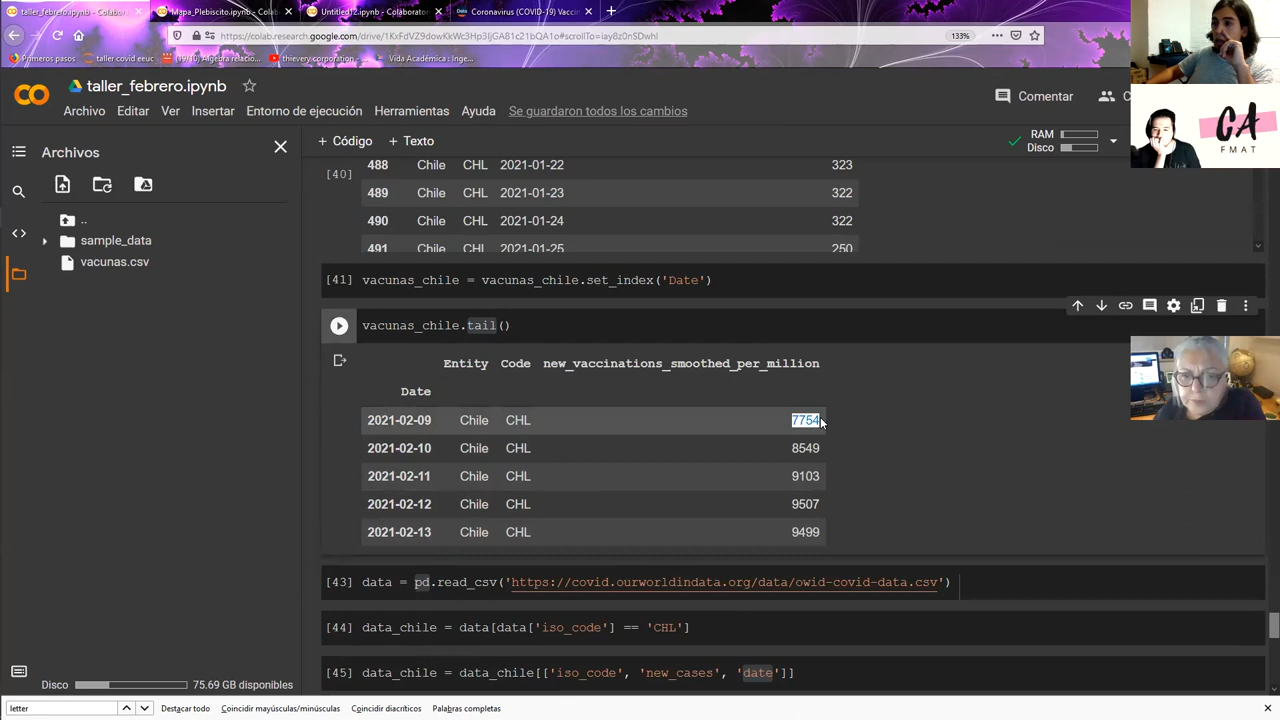 taller_febrero.ipynb - Colabor
Mapa_Plebiscito.ipynb - Colab
Untitled12.ipynb - Colaborato
Coronavirus (COVID-19) Vaccin
https://colab.research.google.com/drive/1KxFdVZ9dowKkWc3Hp3IjGA81c21bQA1o#scrollTo=iay8z0nSDwhl
133%
Primeros pasos
taller covid eeuc
(19/10) Algebra relacio...
thievery corporation -...
Vida Académica : Inge...
CO
taller_febrero.ipynb
Comentar
Archivo Editar Ver Insertar Entorno de ejecución Herramientas Ayuda Se guardaron todos los cambios
CA
FMAT
Archivos
+ Código + Texto
RAM
Disco
..
sample_data
vacunas.csv
[40]
488 Chile CHL 2021-01-22 323
489 Chile CHL 2021-01-23 322
490 Chile CHL 2021-01-24 322
491 Chile CHL 2021-01-25 250
[41] vacunas_chile = vacunas_chile.set_index('Date')
vacunas_chile.tail()
Entity Code new_vaccinations_smoothed_per_million
Date
2021-02-09 Chile CHL 7754
2021-02-10 Chile CHL 8549
2021-02-11 Chile CHL 9103
2021-02-12 Chile CHL 9507
2021-02-13 Chile CHL 9499
[43] data = pd.read_csv('https://covid.ourworldindata.org/data/owid-covid-data.csv')
[44] data_chile = data[data['iso_code'] == 'CHL']
[45] data_chile = data_chile[['iso_code', 'new_cases', 'date']]
Disco 75.69 GB disponibles
letter
Destacar todo Coincidir mayúsculas/minúsculas Coincidir diacríticos Palabras completas